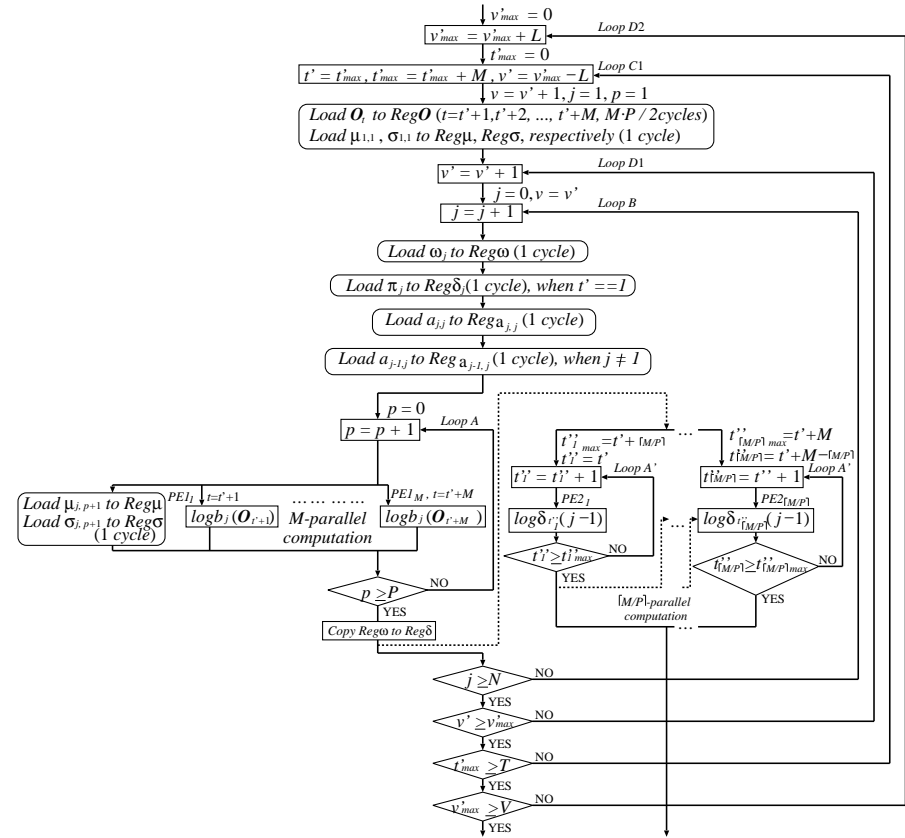 v'max = 0
v'max = v'max + L
Loop D2
t'max = 0
t' = t'max, t'max = t'max + M, v' = v'max − L
Loop C1
v = v' + 1, j = 1, p = 1
Load Ot to RegO (t=t'+1,t'+2, ..., t'+M, M·P / 2cycles)
Load μ1,1 , σ1,1 to Regμ, Regσ, respectively (1 cycle)
Loop D1
v' = v' + 1
j = 0, v = v'
Loop B
j = j + 1
Load ωj to Regω (1 cycle)
Load πj to Regδj (1 cycle), when t' ==1
Load aj,j to Reg aj,j (1 cycle)
Load aj-1,j to Reg aj-1,j (1 cycle), when j ≠ 1
p = 0
Loop A
p = p + 1
t''1 max = t' + ⌈M/P⌉
t''1 = t'
...
t''⌈M/P⌉ max = t' + M
t''⌈M/P⌉ = t' + M − ⌈M/P⌉
Loop A'
t''1 = t''1 + 1
Loop A'
t''⌈M/P⌉ = t'' + 1
Load μj, p+1 to Regμ
Load σj, p+1 to Regσ
(1 cycle)
PE11 t=t'+1
logbj(Ot'+1)
... ... ...
M-parallel
computation
PE1M , t=t'+M
logbj(Ot'+M)
PE21
logδt''1(j−1)
...
PE2⌈M/P⌉
logδt''⌈M/P⌉(j−1)
t''1 ≥ t''1 max
NO
YES
t''⌈M/P⌉ ≥ t''⌈M/P⌉ max
NO
YES
⌈M/P⌉-parallel
computation
...
p ≥ P
NO
YES
Copy Regω to Regδ
j ≥ N
NO
YES
v' ≥ v'max
NO
YES
t'max ≥ T
NO
YES
v'max ≥ V
NO
YES